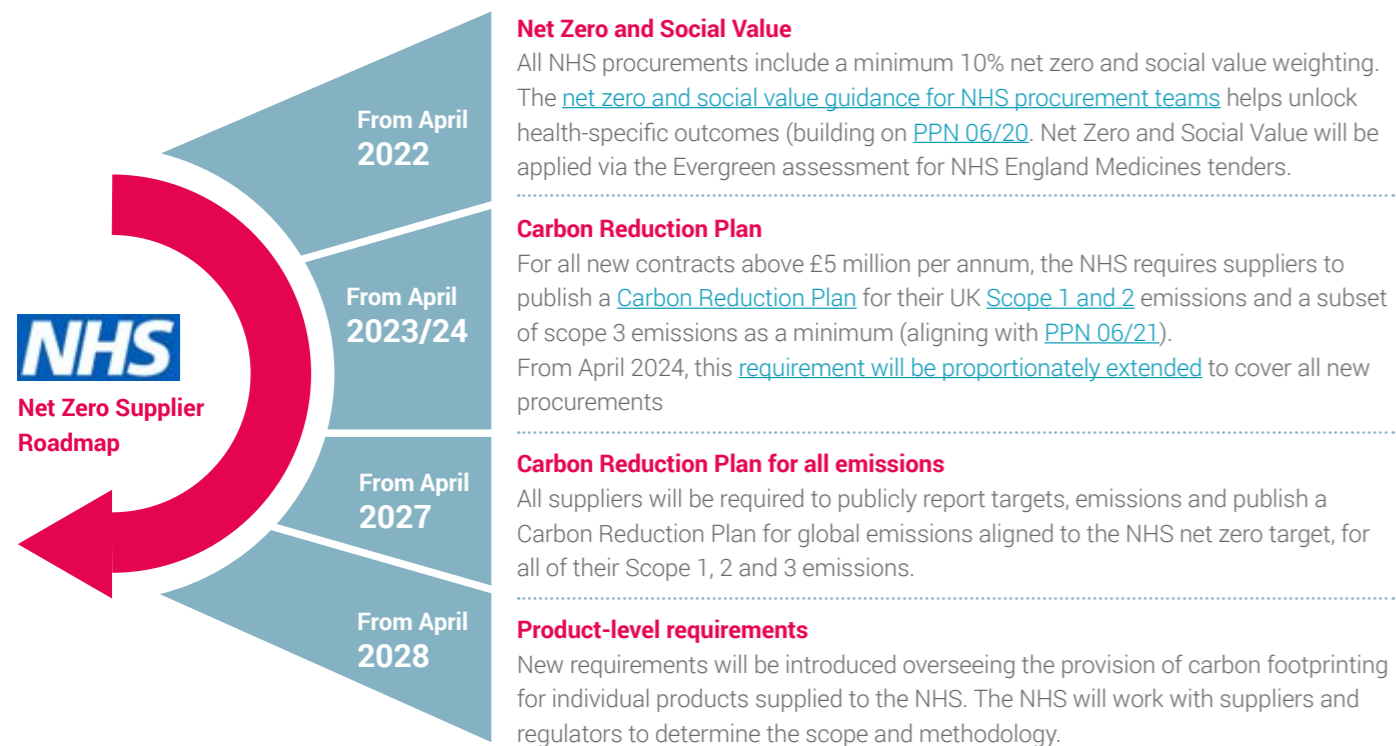 Net Zero and Social Value
All NHS procurements include a minimum 10% net zero and social value weighting.
The net zero and social value guidance for NHS procurement teams helps unlock
health-specific outcomes (building on PPN 06/20. Net Zero and Social Value will be
applied via the Evergreen assessment for NHS England Medicines tenders.
From April
2022
Carbon Reduction Plan
For all new contracts above £5 million per annum, the NHS requires suppliers to
publish a Carbon Reduction Plan for their UK Scope 1 and 2 emissions and a subset
of scope 3 emissions as a minimum (aligning with PPN 06/21).
From April 2024, this requirement will be proportionately extended to cover all new
procurements
From April
2023/24
NHS
Net Zero Supplier
Roadmap
Carbon Reduction Plan for all emissions
All suppliers will be required to publicly report targets, emissions and publish a
Carbon Reduction Plan for global emissions aligned to the NHS net zero target, for
all of their Scope 1, 2 and 3 emissions.
From April
2027
Product-level requirements
New requirements will be introduced overseeing the provision of carbon footprinting
for individual products supplied to the NHS. The NHS will work with suppliers and
regulators to determine the scope and methodology.
From April
2028